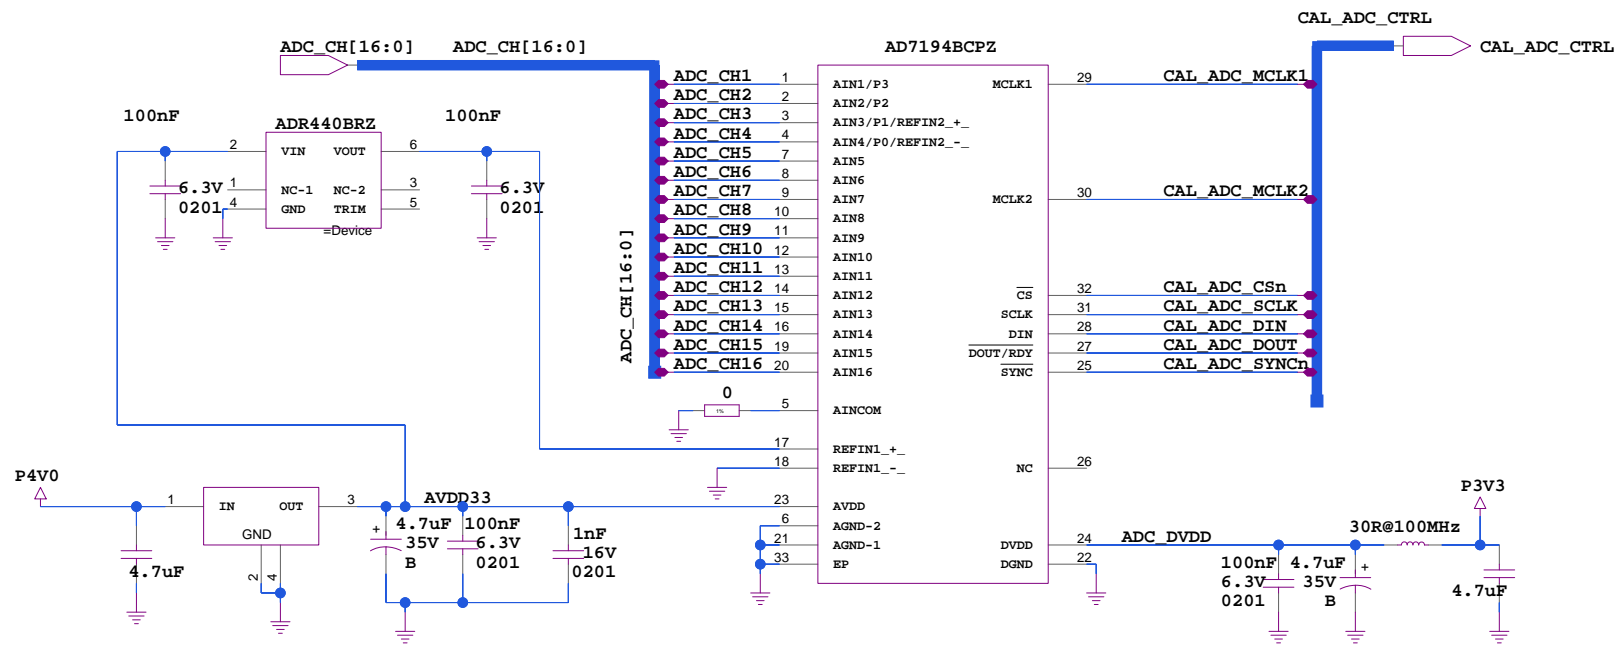 CAL_ADC_CTRL
ADC_CH[16:0] ADC_CH[16:0] AD7194BCPZ CAL_ADC_CTRL
ADC_CH1 1 AIN1/P3 MCLK1 29 CAL_ADC_MCLK1
ADC_CH2 2 AIN2/P2
100nF 100nF ADC_CH3 3 AIN3/P1/REFIN2_+_
ADR440BRZ
ADC_CH4 4 AIN4/P0/REFIN2_-_
2 VIN VOUT 6 ADC_CH5 7 AIN5
ADC_CH6 8 AIN6
6.3V 1 NC-1 NC-2 3 6.3V ADC_CH7 9 AIN7 MCLK2 30 CAL_ADC_MCLK2
0201 4 GND TRIM 5 0201 ADC_CH8 10 AIN8
=Device
ADC_CH9 11 AIN9
ADC_CH10 12 AIN10
ADC_CH11 13 AIN11
ADC_CH[16:0]
ADC_CH12 14 AIN12 CS 32 CAL_ADC_CSn
ADC_CH13 15 AIN13 SCLK 31 CAL_ADC_SCLK
ADC_CH14 16 AIN14 DIN 28 CAL_ADC_DIN
ADC_CH15 19 AIN15 DOUT/RDY 27 CAL_ADC_DOUT
ADC_CH16 20 AIN16 SYNC 25 CAL_ADC_SYNCn
0
1% 5 AINCOM
17 REFIN1_+_
18 REFIN1_-_ NC 26
P4V0 P3V3
1 IN OUT 3 AVDD33 23 AVDD
+ 4.7uF 100nF 6 AGND-2 30R@100MHz
GND 1nF
35V 6.3V 16V 21 AGND-1 DVDD 24 ADC_DVDD
B 0201 0201 33 EP DGND 22 100nF 4.7uF +
4.7uF 2 4 6.3V 35V 4.7uF
0201 B